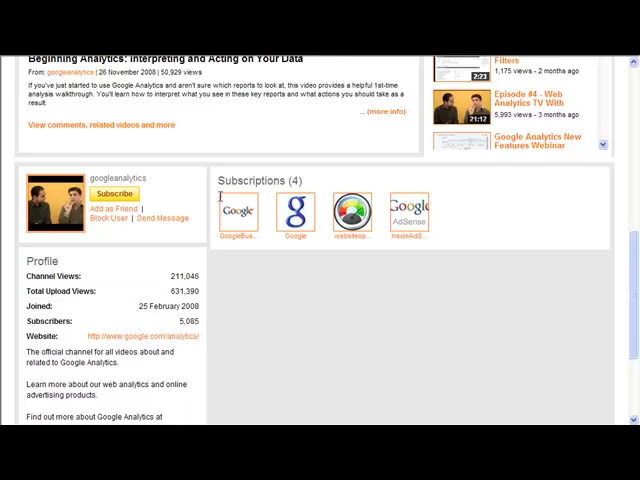 Beginning Analytics: Interpreting and Acting on Your Data
From: googleanalytics | 26 November 2008 | 50,929 views
If you've just started to use Google Analytics and aren't sure which reports to look at, this video provides a helpful 1st-time
analysis walkthrough. You'll learn how to interpret what you see in these key reports and what actions you should take as a
result.
... (more info)
View comments, related videos and more
Filters
1,175 views - 2 months ago
2:23
Episode #4 - Web
Analytics TV With
5,993 views - 3 months ago
21:12
Google Analytics New
Features Webinar
googleanalytics
Subscribe
Add as Friend |
Block User | Send Message
Subscriptions (4)
Google
GoogleBus...
g
Google
websiteop...
Google
AdSense
InsideAdS...
Profile
Channel Views: 211,046
Total Upload Views: 631,390
Joined: 25 February 2008
Subscribers: 5,085
Website: http://www.google.com/analytics/
The official channel for all videos about and
related to Google Analytics.
Learn more about our web analytics and online
advertising products.
Find out more about Google Analytics at